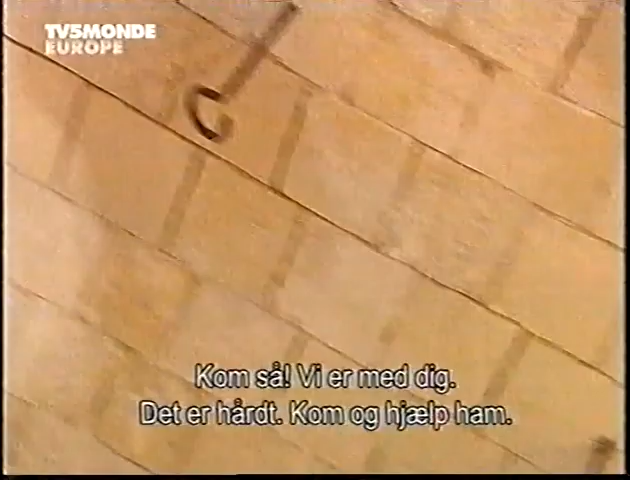 TV5MONDE
EUROPE
Kom så! Vi er med dig.
Det er hårdt. Kom og hjælp ham.